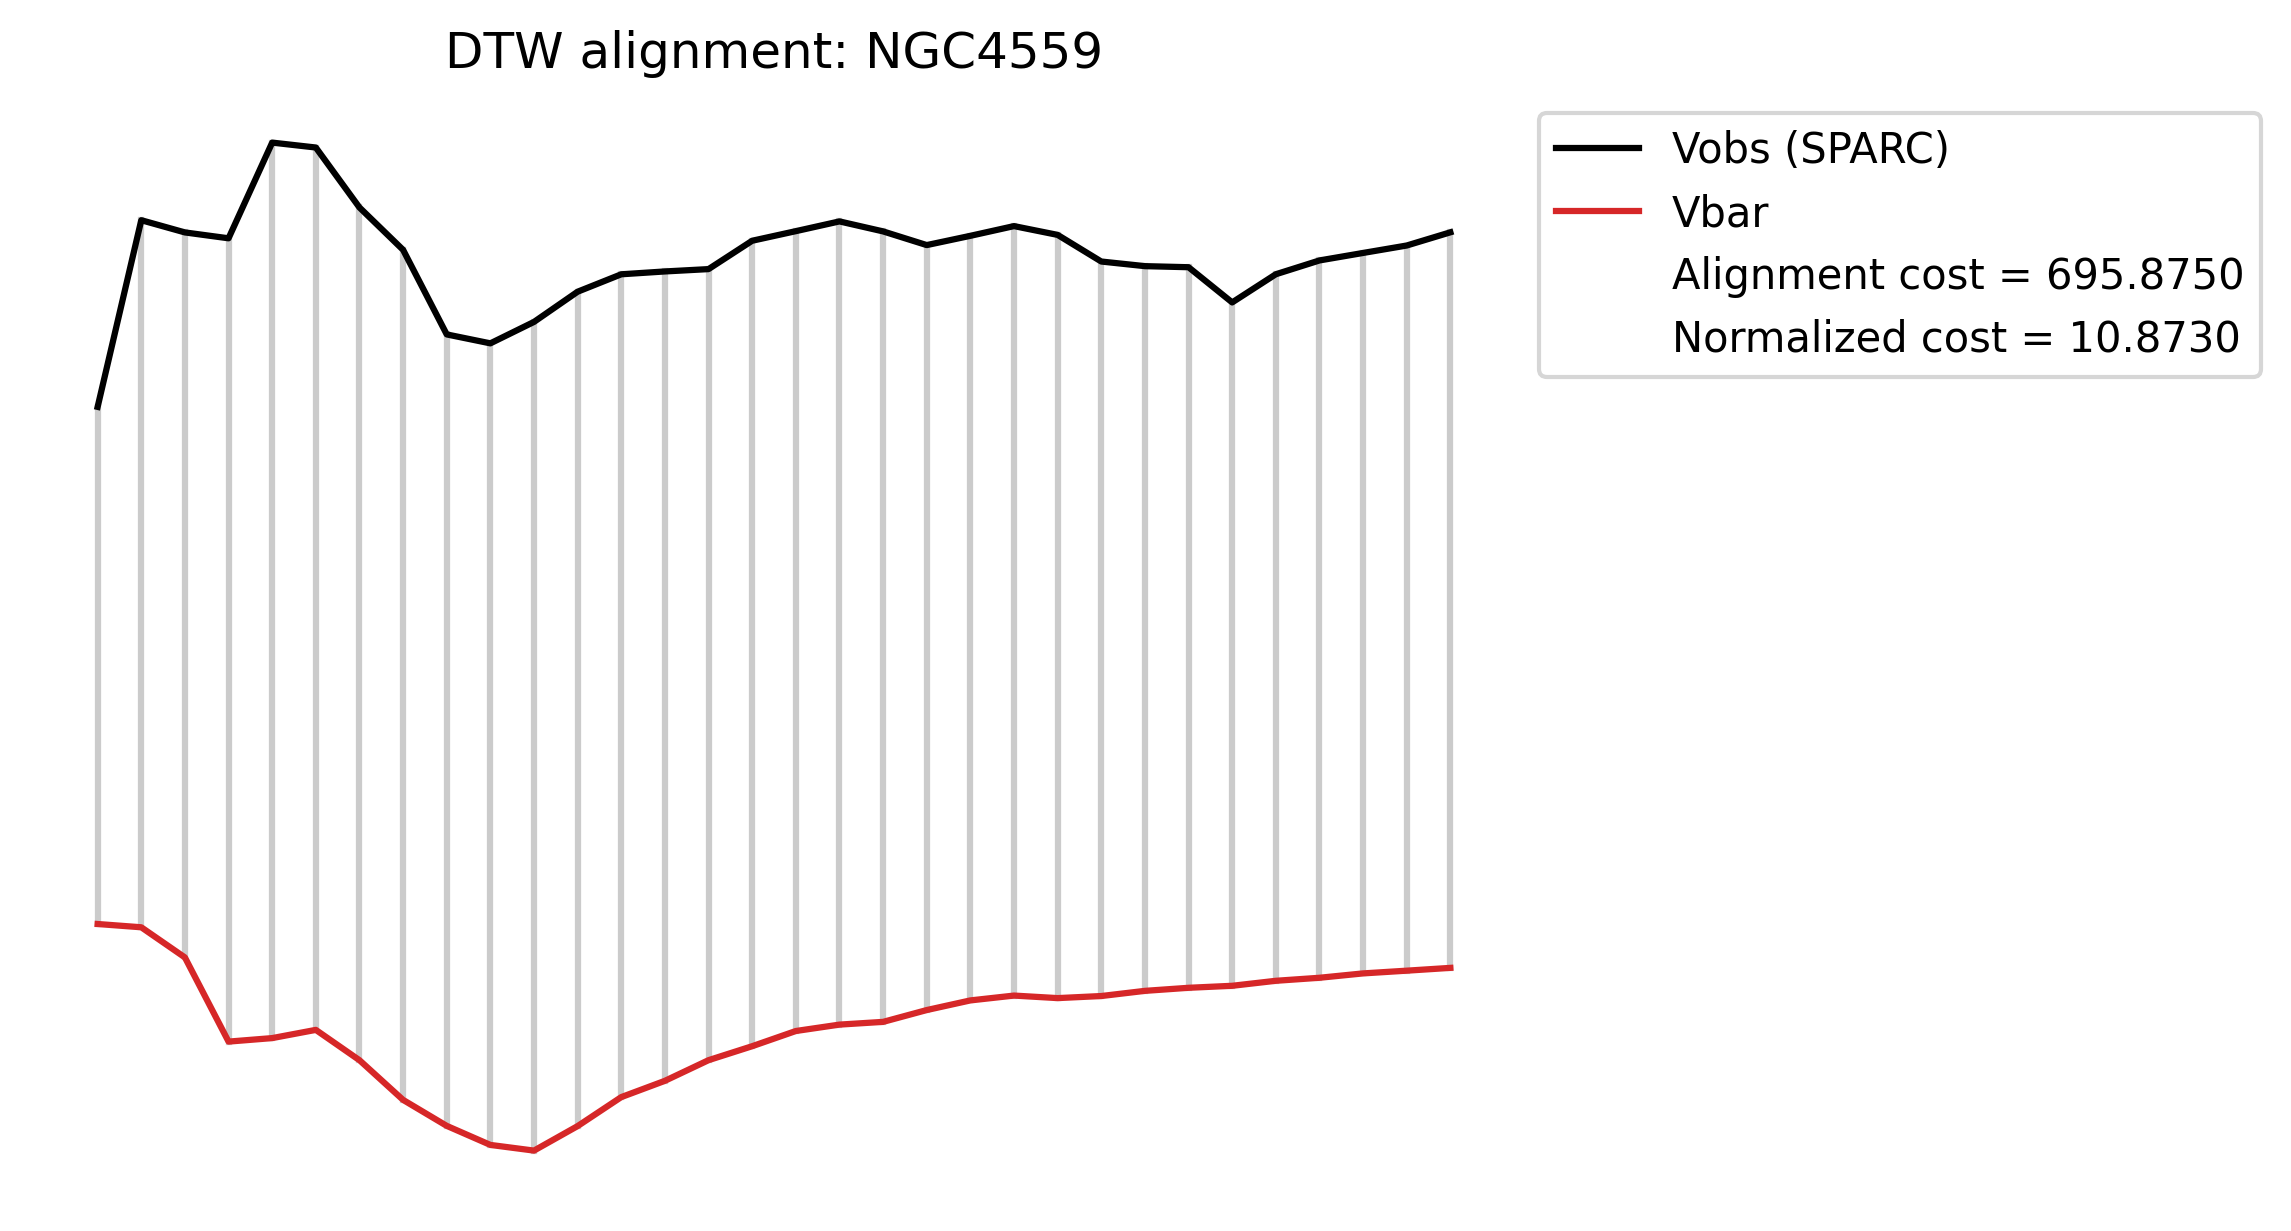 DTW alignment: NGC4559
Vobs (SPARC)
Vbar
Alignment cost = 695.8750
Normalized cost = 10.8730